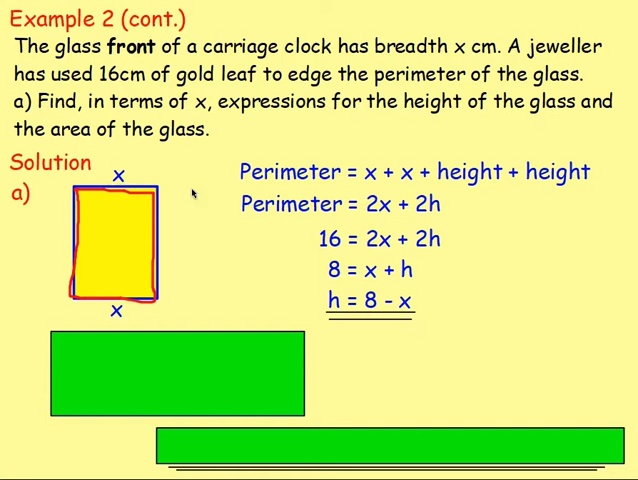 Example 2 (cont.)
The glass front of a carriage clock has breadth x cm. A jeweller
has used 16cm of gold leaf to edge the perimeter of the glass.
a) Find, in terms of x, expressions for the height of the glass and
the area of the glass.
Solution
a)
x
x
Perimeter = x + x + height + height
Perimeter = 2x + 2h
16 = 2x + 2h
8 = x + h
h = 8 - x